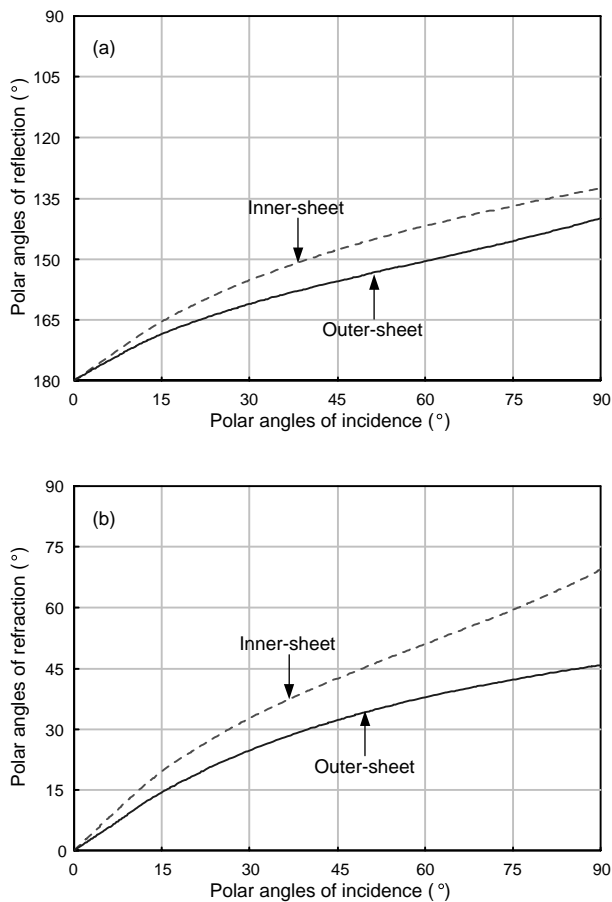 90
(a)
105
120
135
Inner-sheet
150
Outer-sheet
165
180
0 15 30 45 60 75 90
Polar angles of reflection (°)
Polar angles of incidence (°)
90
(b)
75
60
Inner-sheet
45
30
Outer-sheet
15
0
0 15 30 45 60 75 90
Polar angles of refraction (°)
Polar angles of incidence (°)